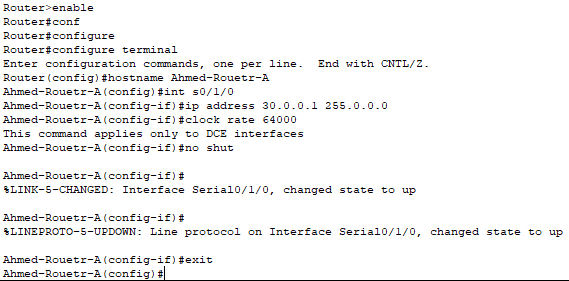 Router>enable
Router#conf
Router#configure
Router#configure terminal
Enter configuration commands, one per line.  End with CNTL/Z.
Router(config)#hostname Ahmed-Rouetr-A
Ahmed-Rouetr-A(config)#int s0/1/0
Ahmed-Rouetr-A(config-if)#ip address 30.0.0.1 255.0.0.0
Ahmed-Rouetr-A(config-if)#clock rate 64000
This command applies only to DCE interfaces
Ahmed-Rouetr-A(config-if)#no shut
Ahmed-Rouetr-A(config-if)#
%LINK-5-CHANGED: Interface Serial0/1/0, changed state to up
Ahmed-Rouetr-A(config-if)#
%LINEPROTO-5-UPDOWN: Line protocol on Interface Serial0/1/0, changed state to up
Ahmed-Rouetr-A(config-if)#exit
Ahmed-Rouetr-A(config)#